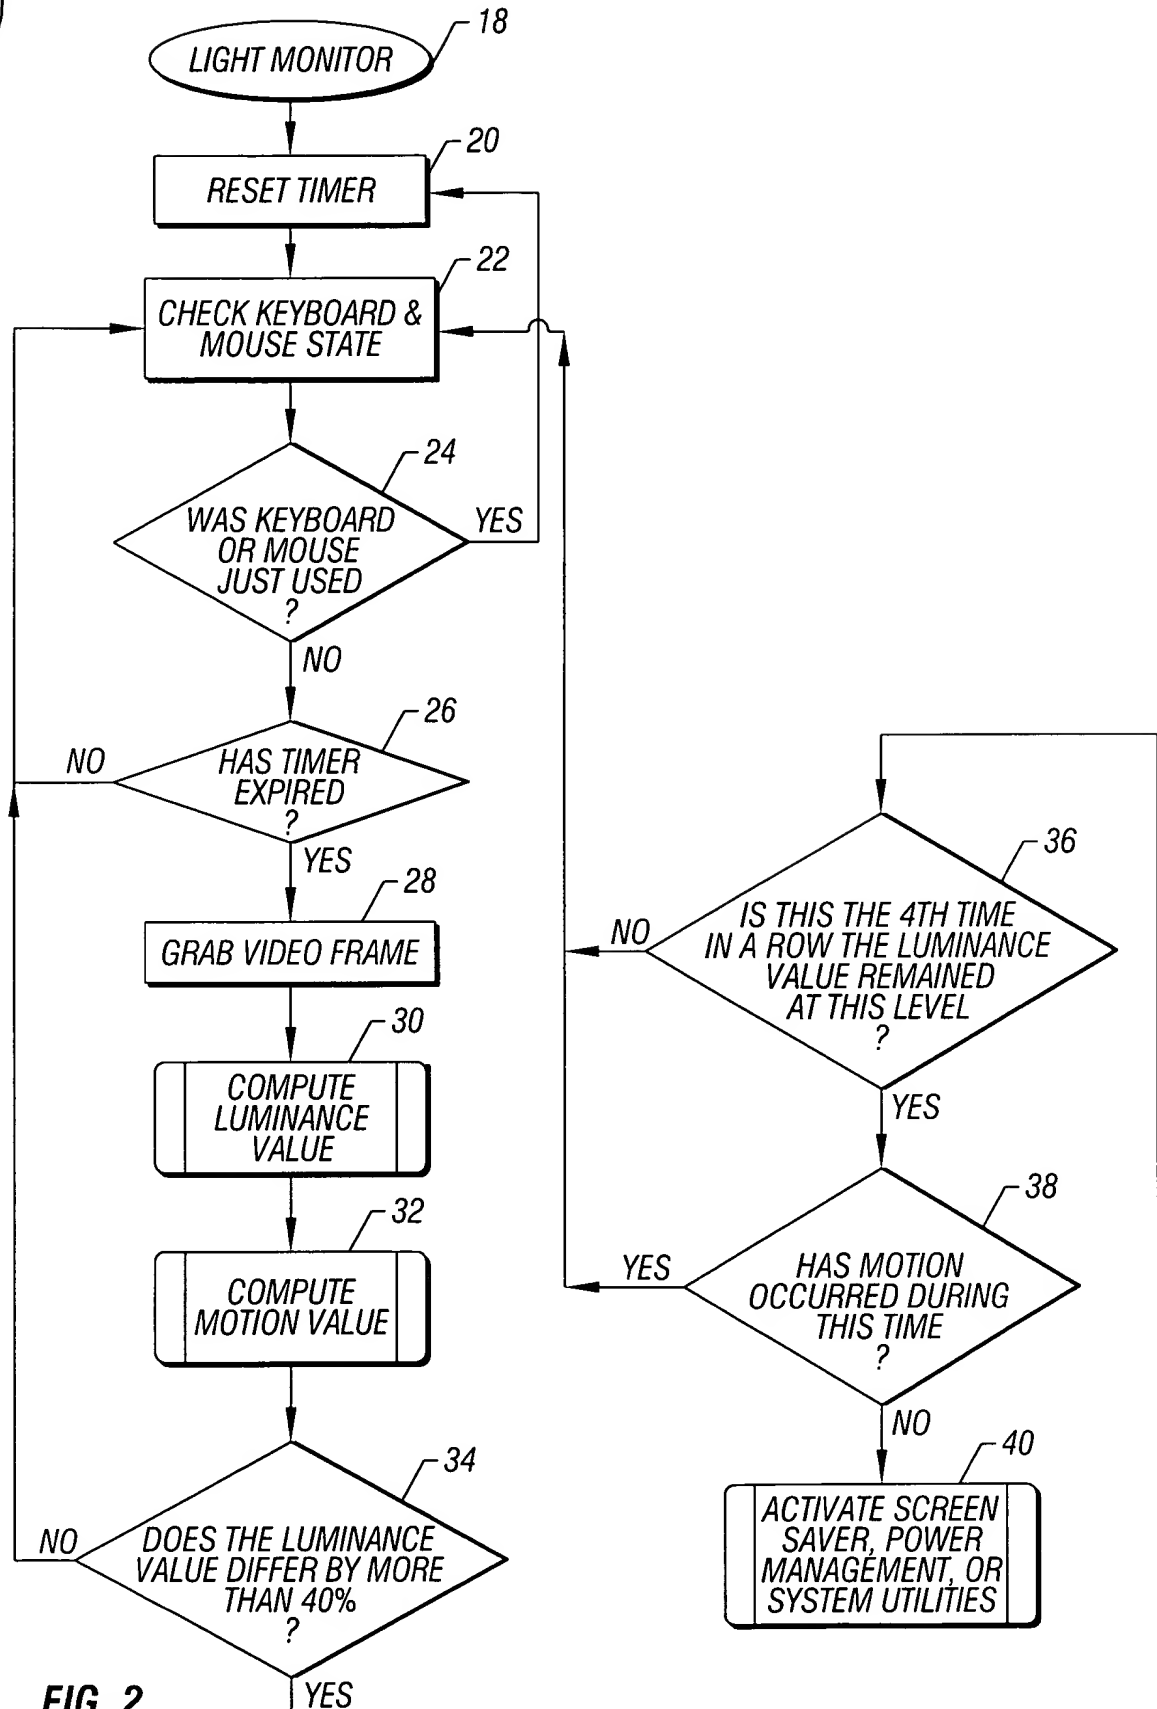 LIGHT MONITOR
18
20
RESET TIMER
22
CHECK KEYBOARD &
MOUSE STATE
24
WAS KEYBOARD
OR MOUSE
JUST USED
?
YES
NO
26
HAS TIMER
EXPIRED
?
NO
YES
28
GRAB VIDEO FRAME
30
COMPUTE
LUMINANCE
VALUE
32
COMPUTE
MOTION VALUE
34
DOES THE LUMINANCE
VALUE DIFFER BY MORE
THAN 40%
?
NO
YES
36
IS THIS THE 4TH TIME
IN A ROW THE LUMINANCE
VALUE REMAINED
AT THIS LEVEL
?
NO
YES
38
HAS MOTION
OCCURRED DURING
THIS TIME
?
YES
NO
40
ACTIVATE SCREEN
SAVER, POWER
MANAGEMENT, OR
SYSTEM UTILITIES
FIG. 2